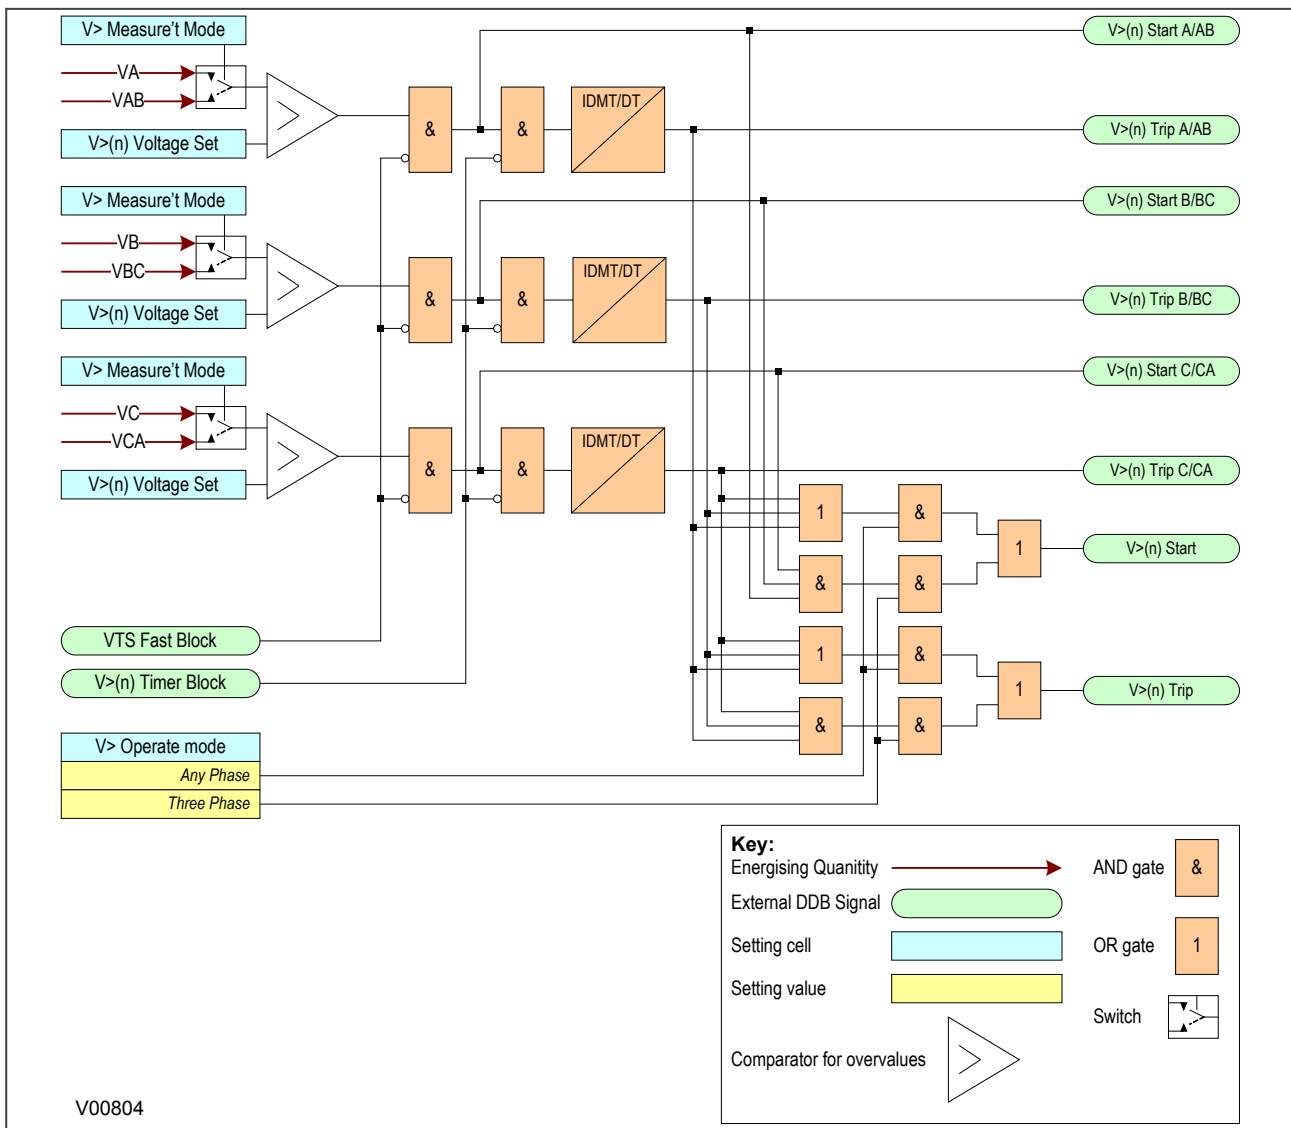 V> Measure't Mode
V>(n) Start A/AB
VA
VAB
IDMT/DT
&
&
V>(n) Trip A/AB
V>(n) Voltage Set
V> Measure't Mode
V>(n) Start B/BC
VB
VBC
IDMT/DT
&
&
V>(n) Trip B/BC
V>(n) Voltage Set
V> Measure't Mode
V>(n) Start C/CA
VC
VCA
IDMT/DT
&
&
V>(n) Trip C/CA
V>(n) Voltage Set
1
&
1
V>(n) Start
&
&
VTS Fast Block
1
&
V>(n) Timer Block
1
V>(n) Trip
&
&
V> Operate mode
Any Phase
Three Phase
Key:
Energising Quanitity
AND gate
&
External DDB Signal
Setting cell
OR gate
1
Setting value
Switch
Comparator for overvalues
V00804